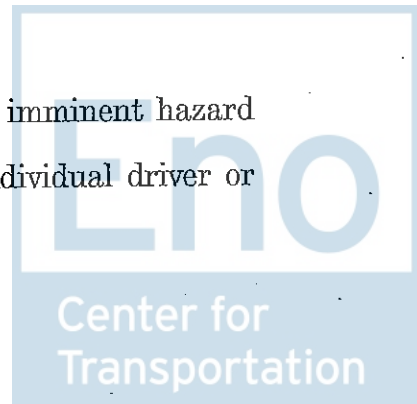 imminent hazard
dividual driver or
Eno
Center for
Transportation